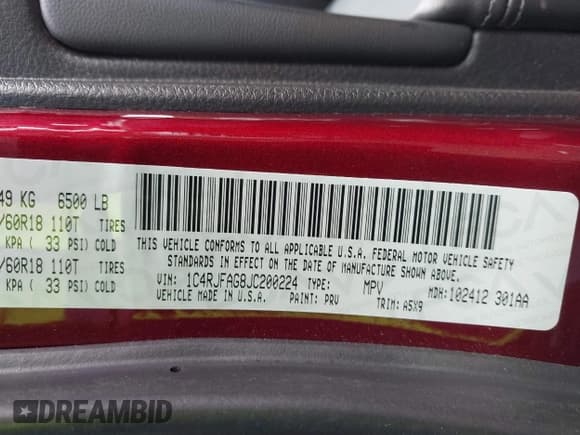 49 KG 6500 LB
/60R18 110T TIRES
KPA ( 33 PSI) COLD
/60R18 110T TIRES
KPA ( 33 PSI) COLD
THIS VEHICLE CONFORMS TO ALL APPLICABLE U.S.A. FEDERAL MOTOR VEHICLE SAFETY
STANDARDS IN EFFECT ON THE DATE OF MANUFACTURE SHOWN ABOVE.
VIN: 1C4RJFAG8JC200224 TYPE: MPV MDH: 102412 301AA
VEHICLE MADE IN U.S.A. PAINT: PRV TRIM: A5X9
DREAMBID